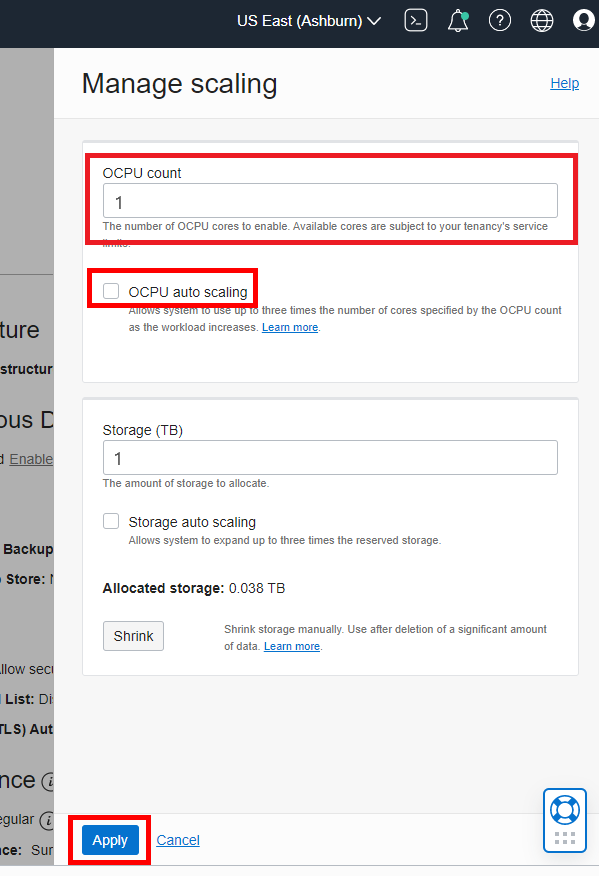 US East (Ashburn)
Manage scaling
Help
OCPU count
1
The number of OCPU cores to enable. Available cores are subject to your tenancy's service
limits.
OCPU auto scaling
Allows system to use up to three times the number of cores specified by the OCPU count
as the workload increases. Learn more.
ture
structur
ous D
d Enable
Storage (TB)
1
The amount of storage to allocate.
Storage auto scaling
Allows system to expand up to three times the reserved storage.
Backup
Store:
Allocated storage: 0.038 TB
Shrink
Shrink storage manually. Use after deletion of a significant amount
of data. Learn more.
llow secu
l List: Dis
TLS) Aut
nce
egular
nce: Sur
Apply
Cancel